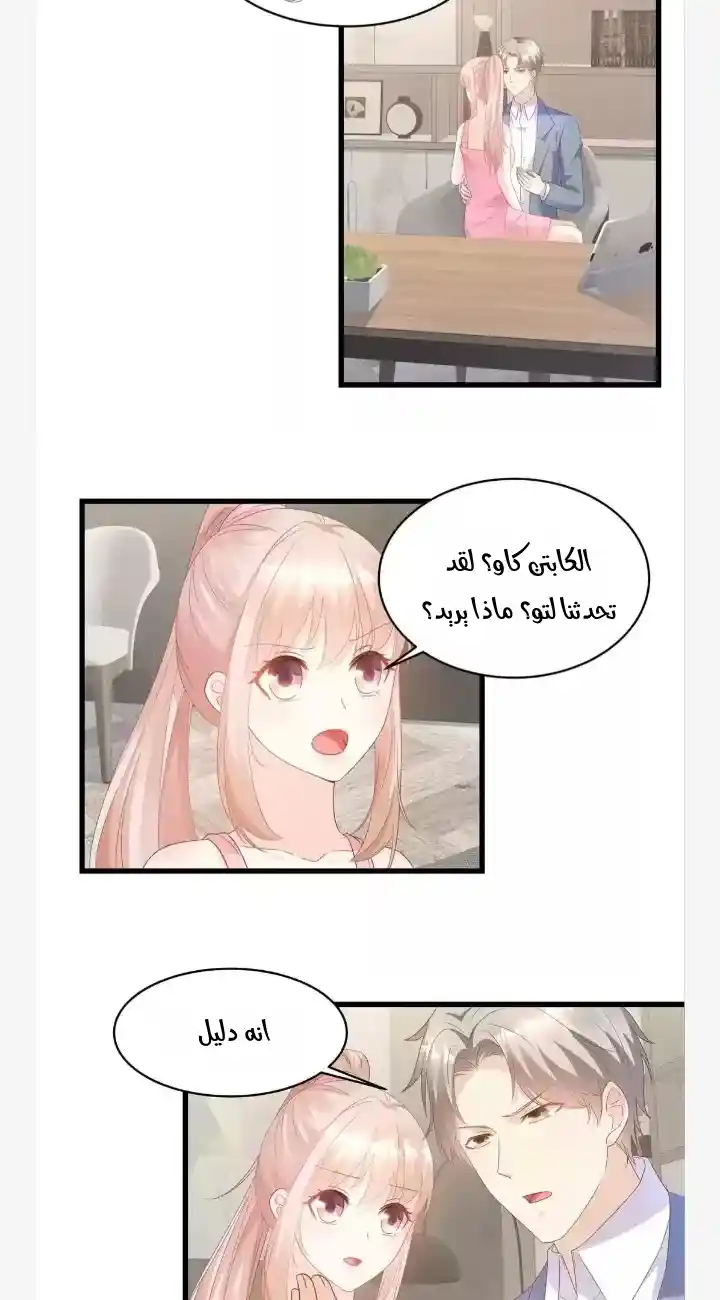 الكابتن كاو؟ لقد
تحدثنا لتو؟ ماذا يريد؟
انه دليل